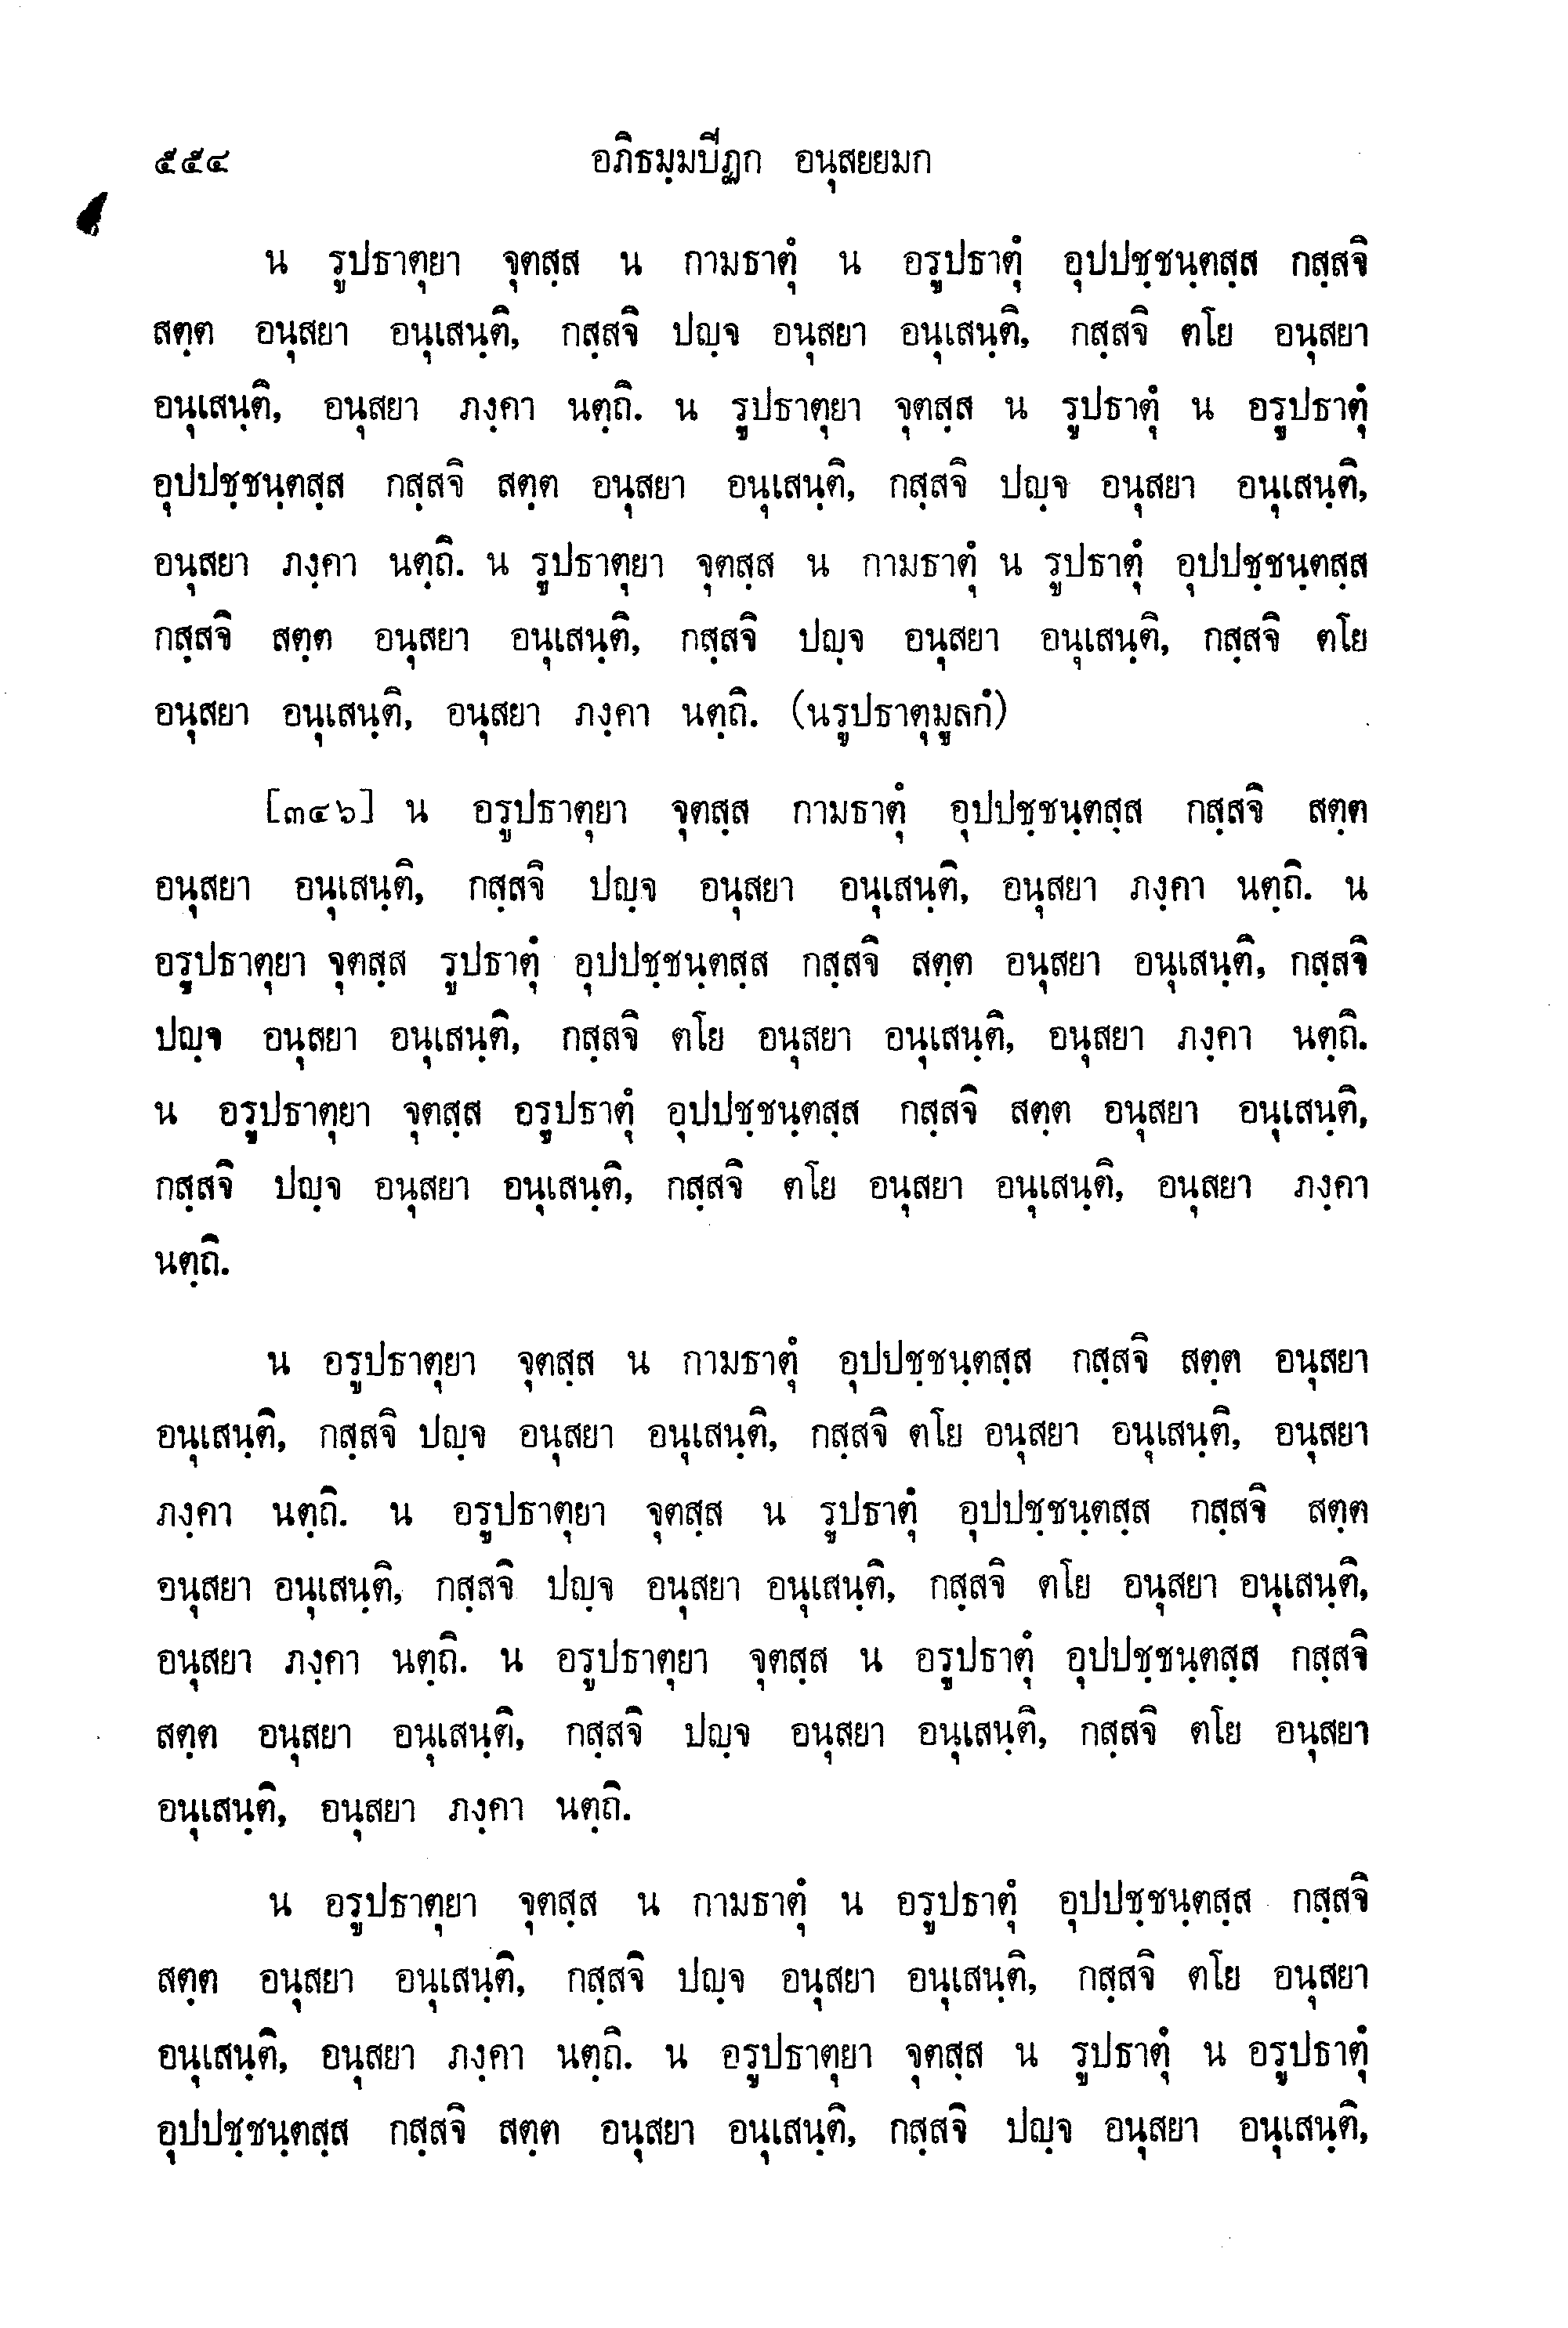 ๕๕๔ อภิธมฺมปีฏก อนุสยยมก
น รูปธาตุยา จุตสฺส น กามธาตุํ น อรูปธาตุํ อุปปชฺชนฺตสฺส กสฺสจิ
สตฺต อนุสยา อนุเสนฺติ, กสฺสจิ ปญฺจ อนุสยา อนุเสนฺติ, กสฺสจิ ตโย อนุสยา
อนุเสนฺติ, อนุสยา ภงฺคา นตฺถิ. น รูปธาตุยา จุตสฺส น รูปธาตุํ น อรูปธาตุํ
อุปปชฺชนฺตสฺส กสฺสจิ สตฺต อนุสยา อนุเสนฺติ, กสฺสจิ ปญฺจ อนุสยา อนุเสนฺติ,
อนุสยา ภงฺคา นตฺถิ. น รูปธาตุยา จุตสฺส น กามธาตุํ น รูปธาตุํ อุปปชฺชนฺตสฺส
กสฺสจิ สตฺต อนุสยา อนุเสนฺติ, กสฺสจิ ปญฺจ อนุสยา อนุเสนฺติ, กสฺสจิ ตโย
อนุสยา อนุเสนฺติ, อนุสยา ภงฺคา นตฺถิ. (นรูปธาตุมูลกํ)
[๓๔๖] น อรูปธาตุยา จุตสฺส กามธาตุํ อุปปชฺชนฺตสฺส กสฺสจิ สตฺต
อนุสยา อนุเสนฺติ, กสฺสจิ ปญฺจ อนุสยา อนุเสนฺติ, อนุสยา ภงฺคา นตฺถิ. น
อรูปธาตุยา จุตสฺส รูปธาตุํ อุปปชฺชนฺตสฺส กสฺสจิ สตฺต อนุสยา อนุเสนฺติ, กสฺสจิ
ปญฺจ อนุสยา อนุเสนฺติ, กสฺสจิ ตโย อนุสยา อนุเสนฺติ, อนุสยา ภงฺคา นตฺถิ.
น อรูปธาตุยา จุตสฺส อรูปธาตุํ อุปปชฺชนฺตสฺส กสฺสจิ สตฺต อนุสยา อนุเสนฺติ,
กสฺสจิ ปญฺจ อนุสยา อนุเสนฺติ, กสฺสจิ ตโย อนุสยา อนุเสนฺติ, อนุสยา ภงฺคา
นตฺถิ.
น อรูปธาตุยา จุตสฺส น กามธาตุํ อุปปชฺชนฺตสฺส กสฺสจิ สตฺต อนุสยา
อนุเสนฺติ, กสฺสจิ ปญฺจ อนุสยา อนุเสนฺติ, กสฺสจิ ตโย อนุสยา อนุเสนฺติ, อนุสยา
ภงฺคา นตฺถิ. น อรูปธาตุยา จุตสฺส น รูปธาตุํ อุปปชฺชนฺตสฺส กสฺสจิ สตฺต
อนุสยา อนุเสนฺติ, กสฺสจิ ปญฺจ อนุสยา อนุเสนฺติ, กสฺสจิ ตโย อนุสยา อนุเสนฺติ,
อนุสยา ภงฺคา นตฺถิ. น อรูปธาตุยา จุตสฺส น อรูปธาตุํ อุปปชฺชนฺตสฺส กสฺสจิ
สตฺต อนุสยา อนุเสนฺติ, กสฺสจิ ปญฺจ อนุสยา อนุเสนฺติ, กสฺสจิ ตโย อนุสยา
อนุเสนฺติ, อนุสยา ภงฺคา นตฺถิ.
น อรูปธาตุยา จุตสฺส น กามธาตุํ น อรูปธาตุํ อุปปชฺชนฺตสฺส กสฺสจิ
สตฺต อนุสยา อนุเสนฺติ, กสฺสจิ ปญฺจ อนุสยา อนุเสนฺติ, กสฺสจิ ตโย อนุสยา
อนุเสนฺติ, อนุสยา ภงฺคา นตฺถิ. น อรูปธาตุยา จุตสฺส น รูปธาตุํ น อรูปธาตุํ
อุปปชฺชนฺตสฺส กสฺสจิ สตฺต อนุสยา อนุเสนฺติ, กสฺสจิ ปญฺจ อนุสยา อนุเสนฺติ,